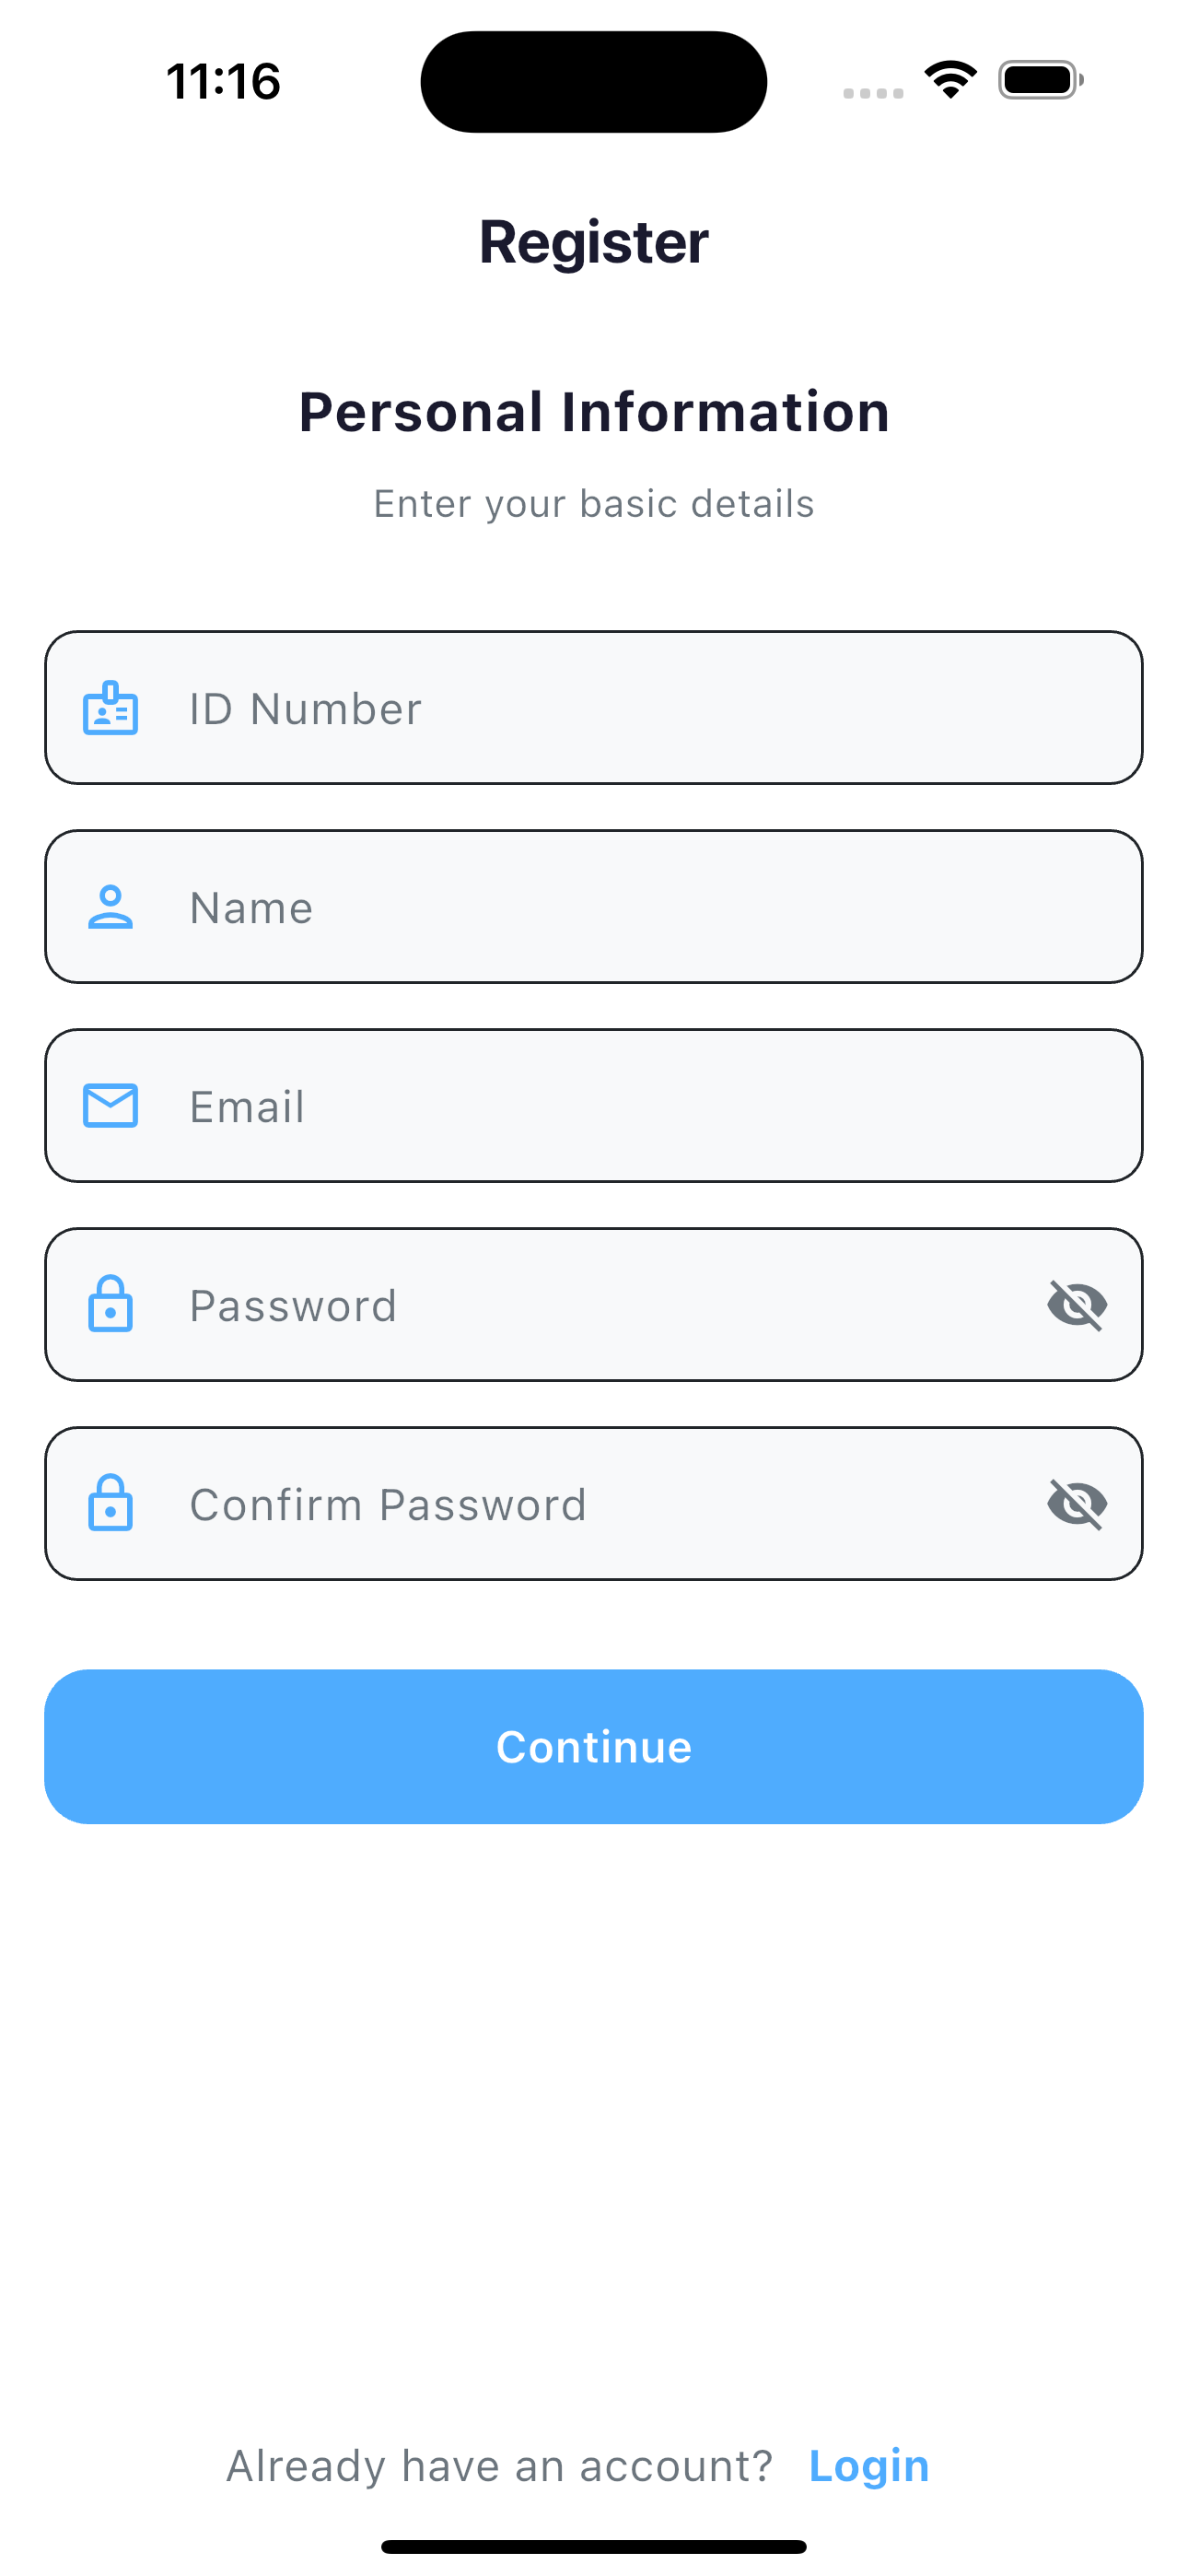 11:16
Register
Personal Information
Enter your basic details
ID Number
Name
Email
Password
Confirm Password
Continue
Already have an account? Login